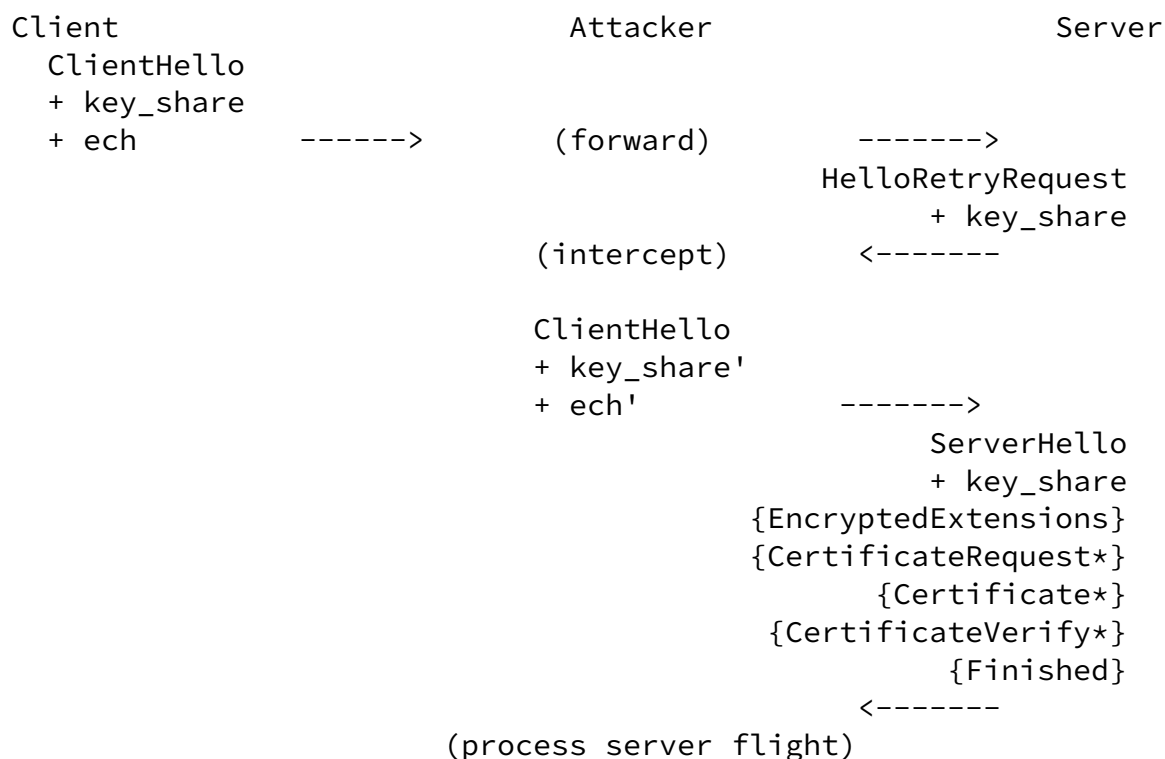 Client Attacker Server
ClientHello
+ key_share
+ ech ------> (forward) ------->
HelloRetryRequest
+ key_share
(intercept) <-------
ClientHello
+ key_share'
+ ech' ------->
ServerHello
+ key_share
{EncryptedExtensions}
{CertificateRequest*}
{Certificate*}
{CertificateVerify*}
{Finished}
<-------
(process server flight)